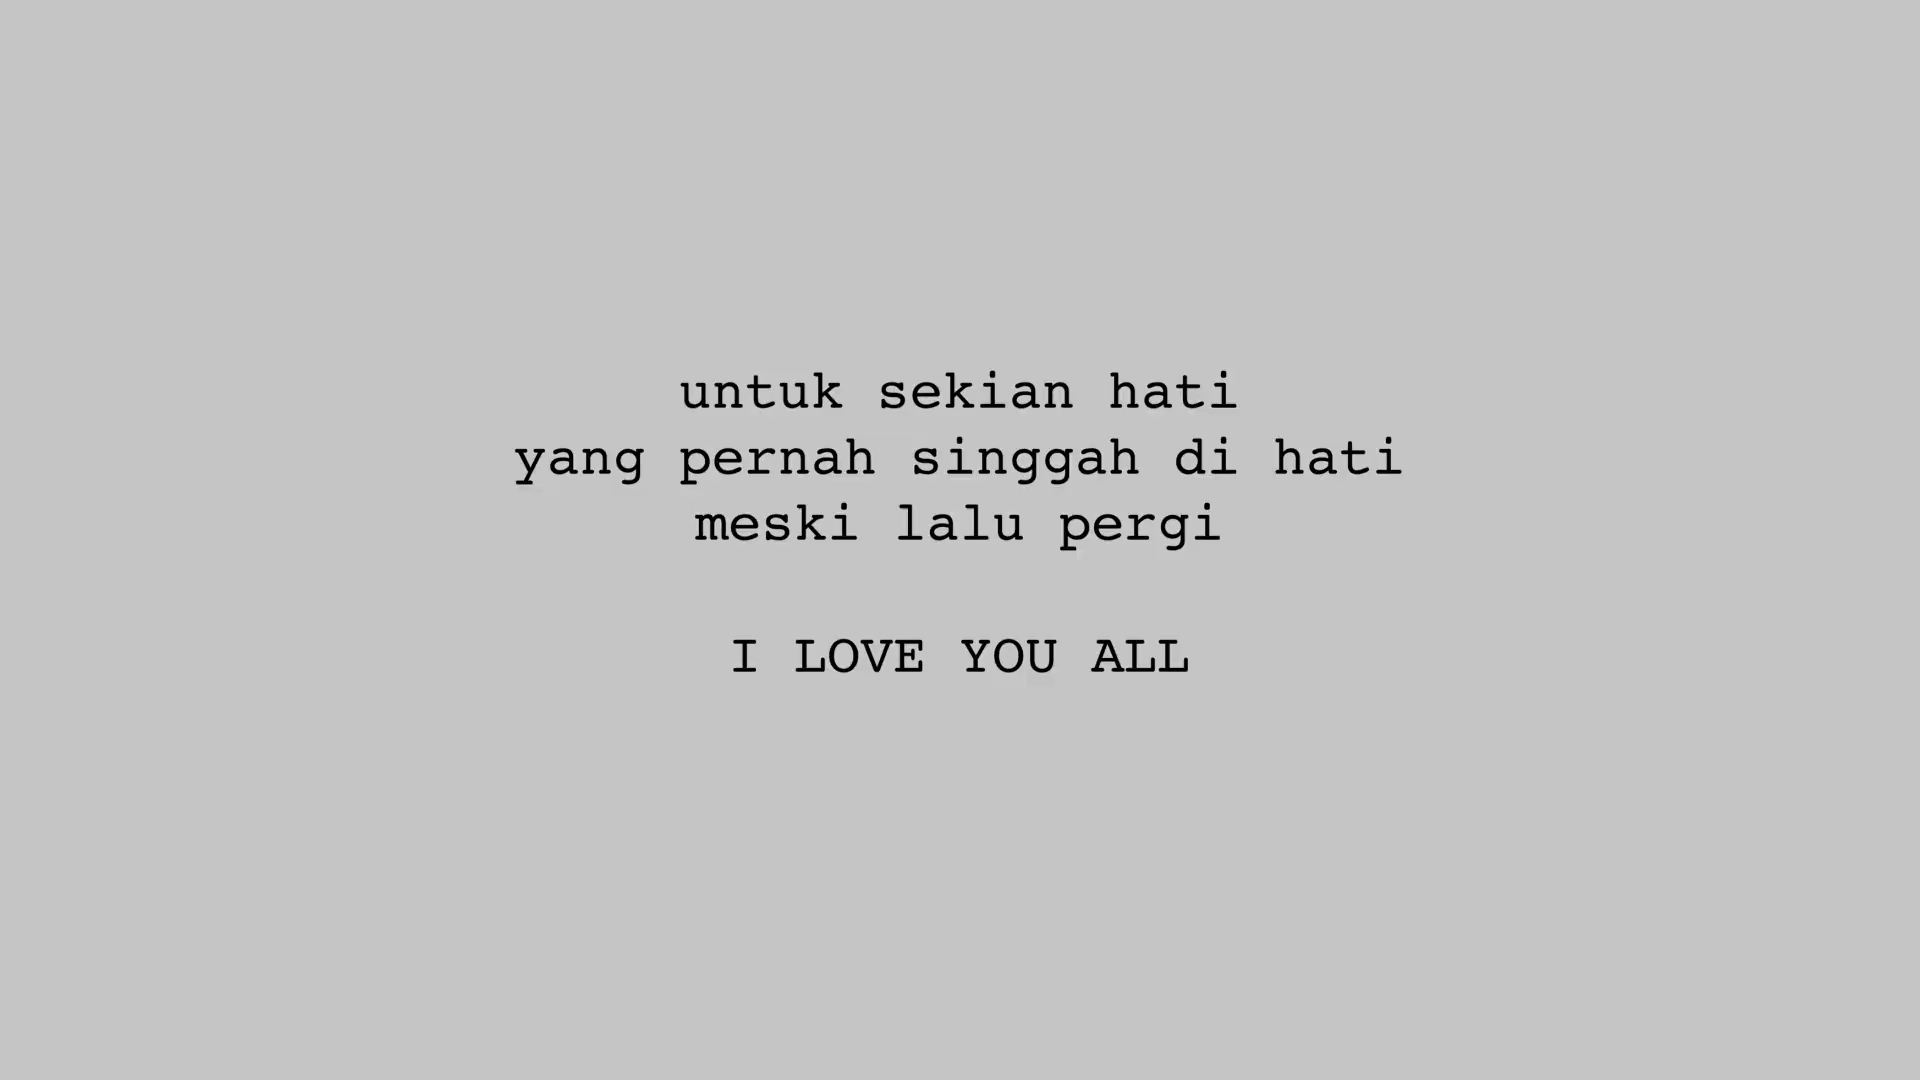 untuk sekian hati
yang pernah singgah di hati
meski lalu pergi
I LOVE YOU ALL